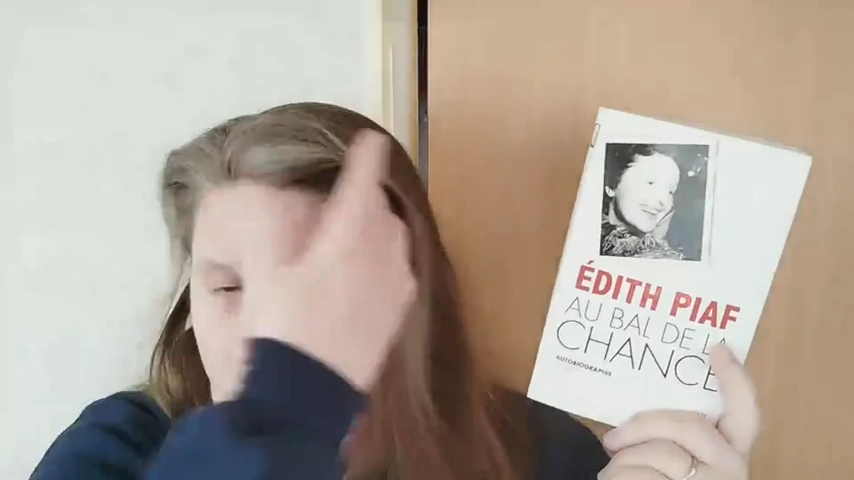 ÉDITH PIAF
AU BAL DE LA
CHANCE
AUTOBIOGRAPHIE